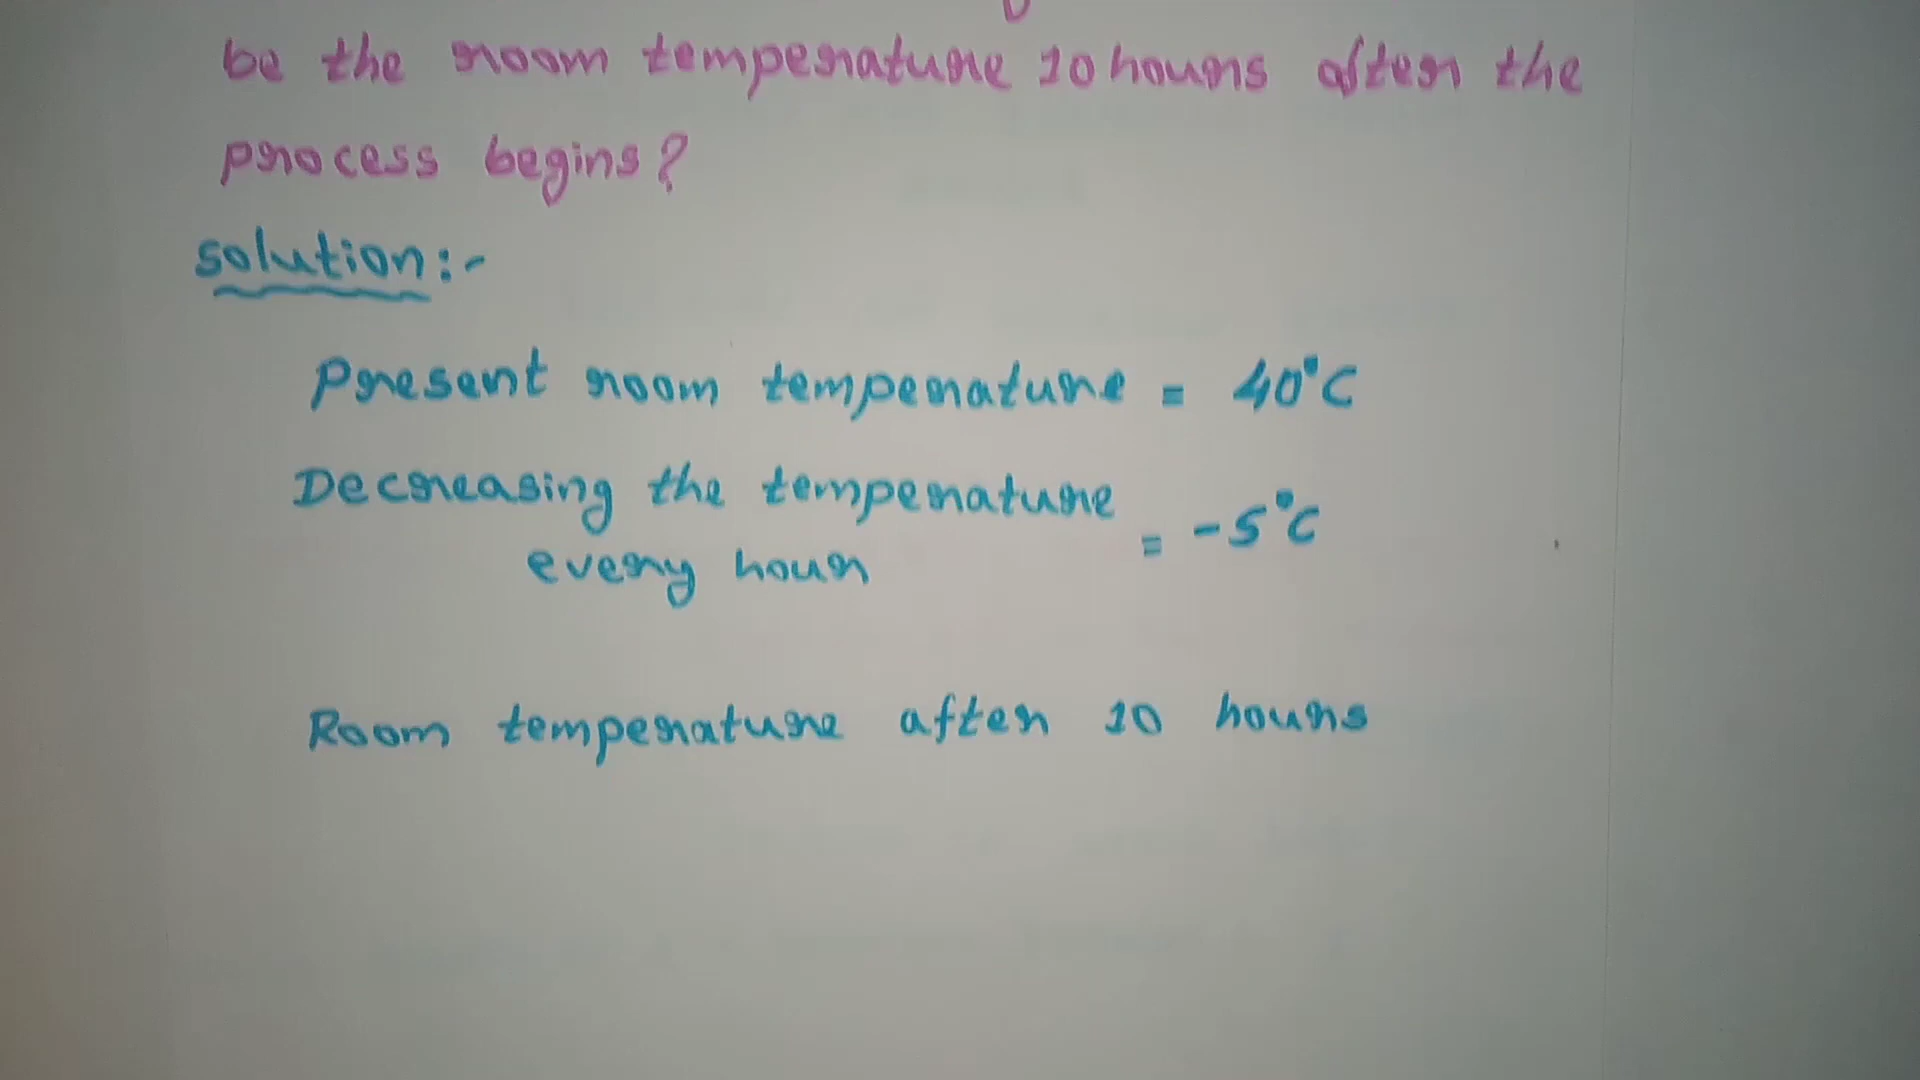 be the room temperature 10 hours after the
process begins?
solution:-
Present room temperature = 40°C
Decreasing the temperature
every hour = -5°C
Room temperature after 10 hours